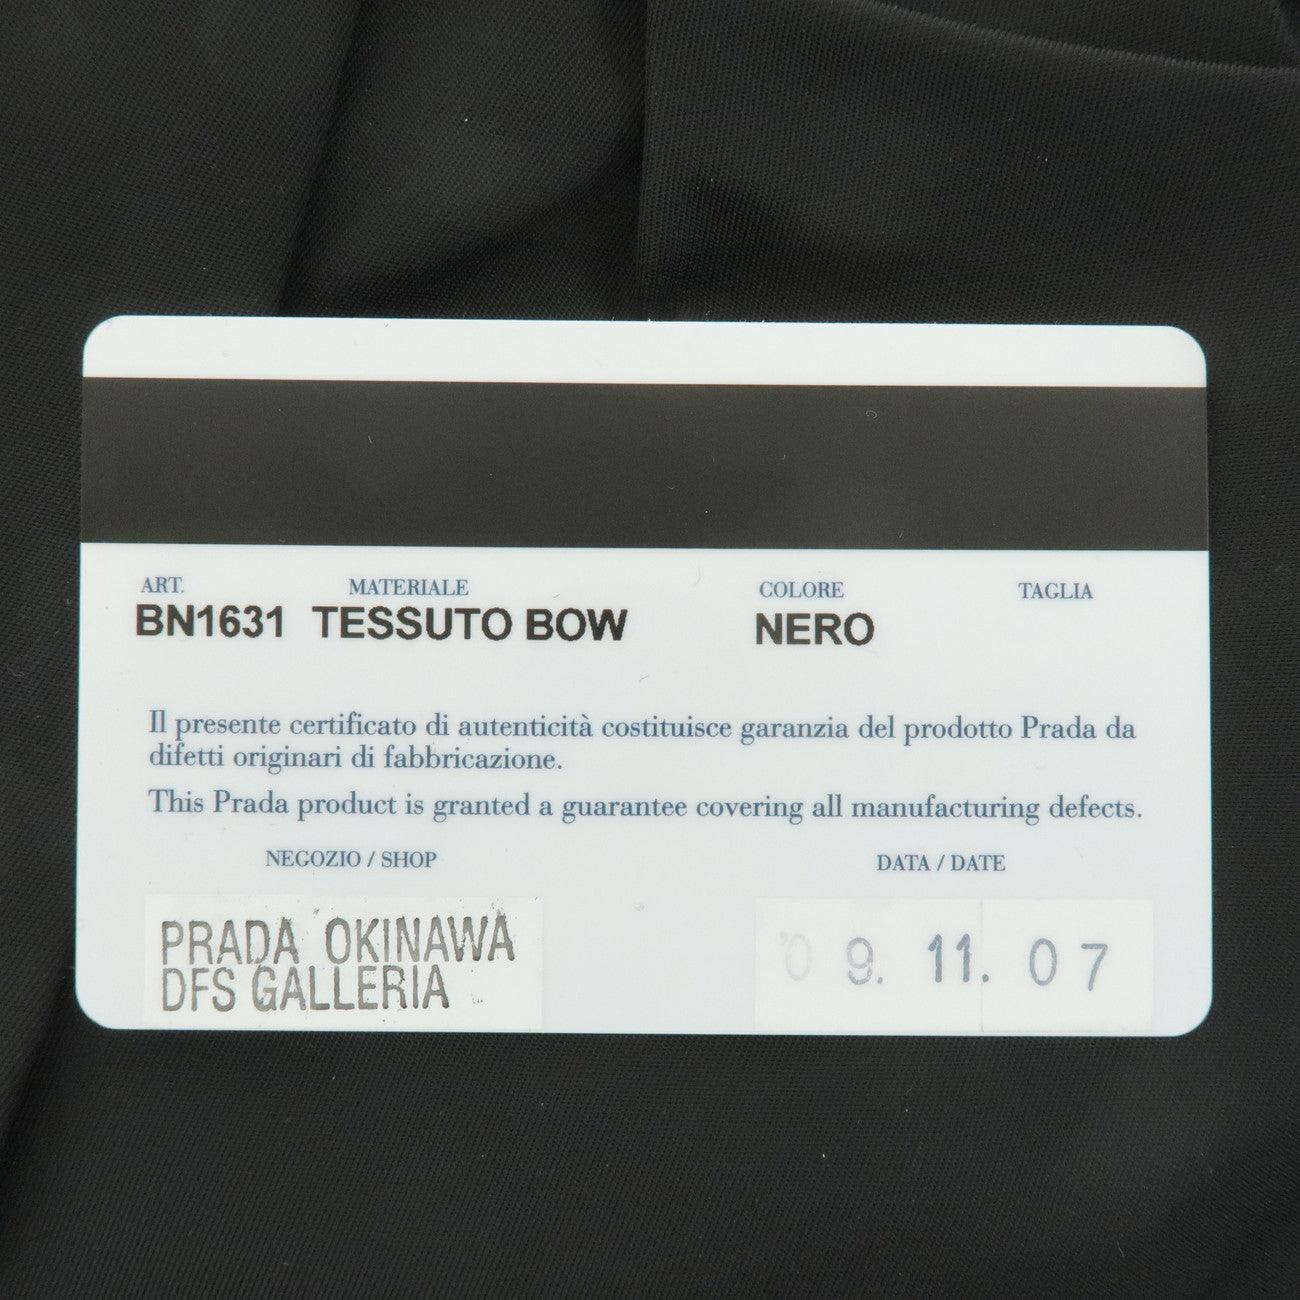 ART. MATERIALE COLORE TAGLIA
BN1631 TESSUTO BOW NERO
Il presente certificato di autenticità costituisce garanzia del prodotto Prada da
difetti originari di fabbricazione.
This Prada product is granted a guarantee covering all manufacturing defects.
NEGOZIO / SHOP DATA / DATE
PRADA OKINAWA
DFS GALLERIA
'09. 11. 07